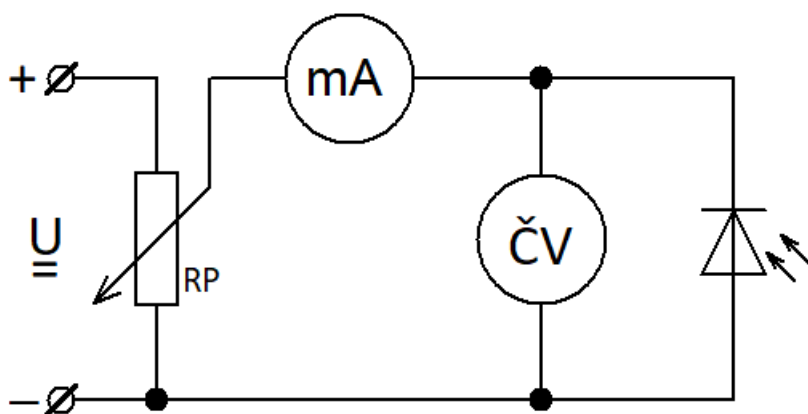 +
mA
U
=
RP
ČV
−